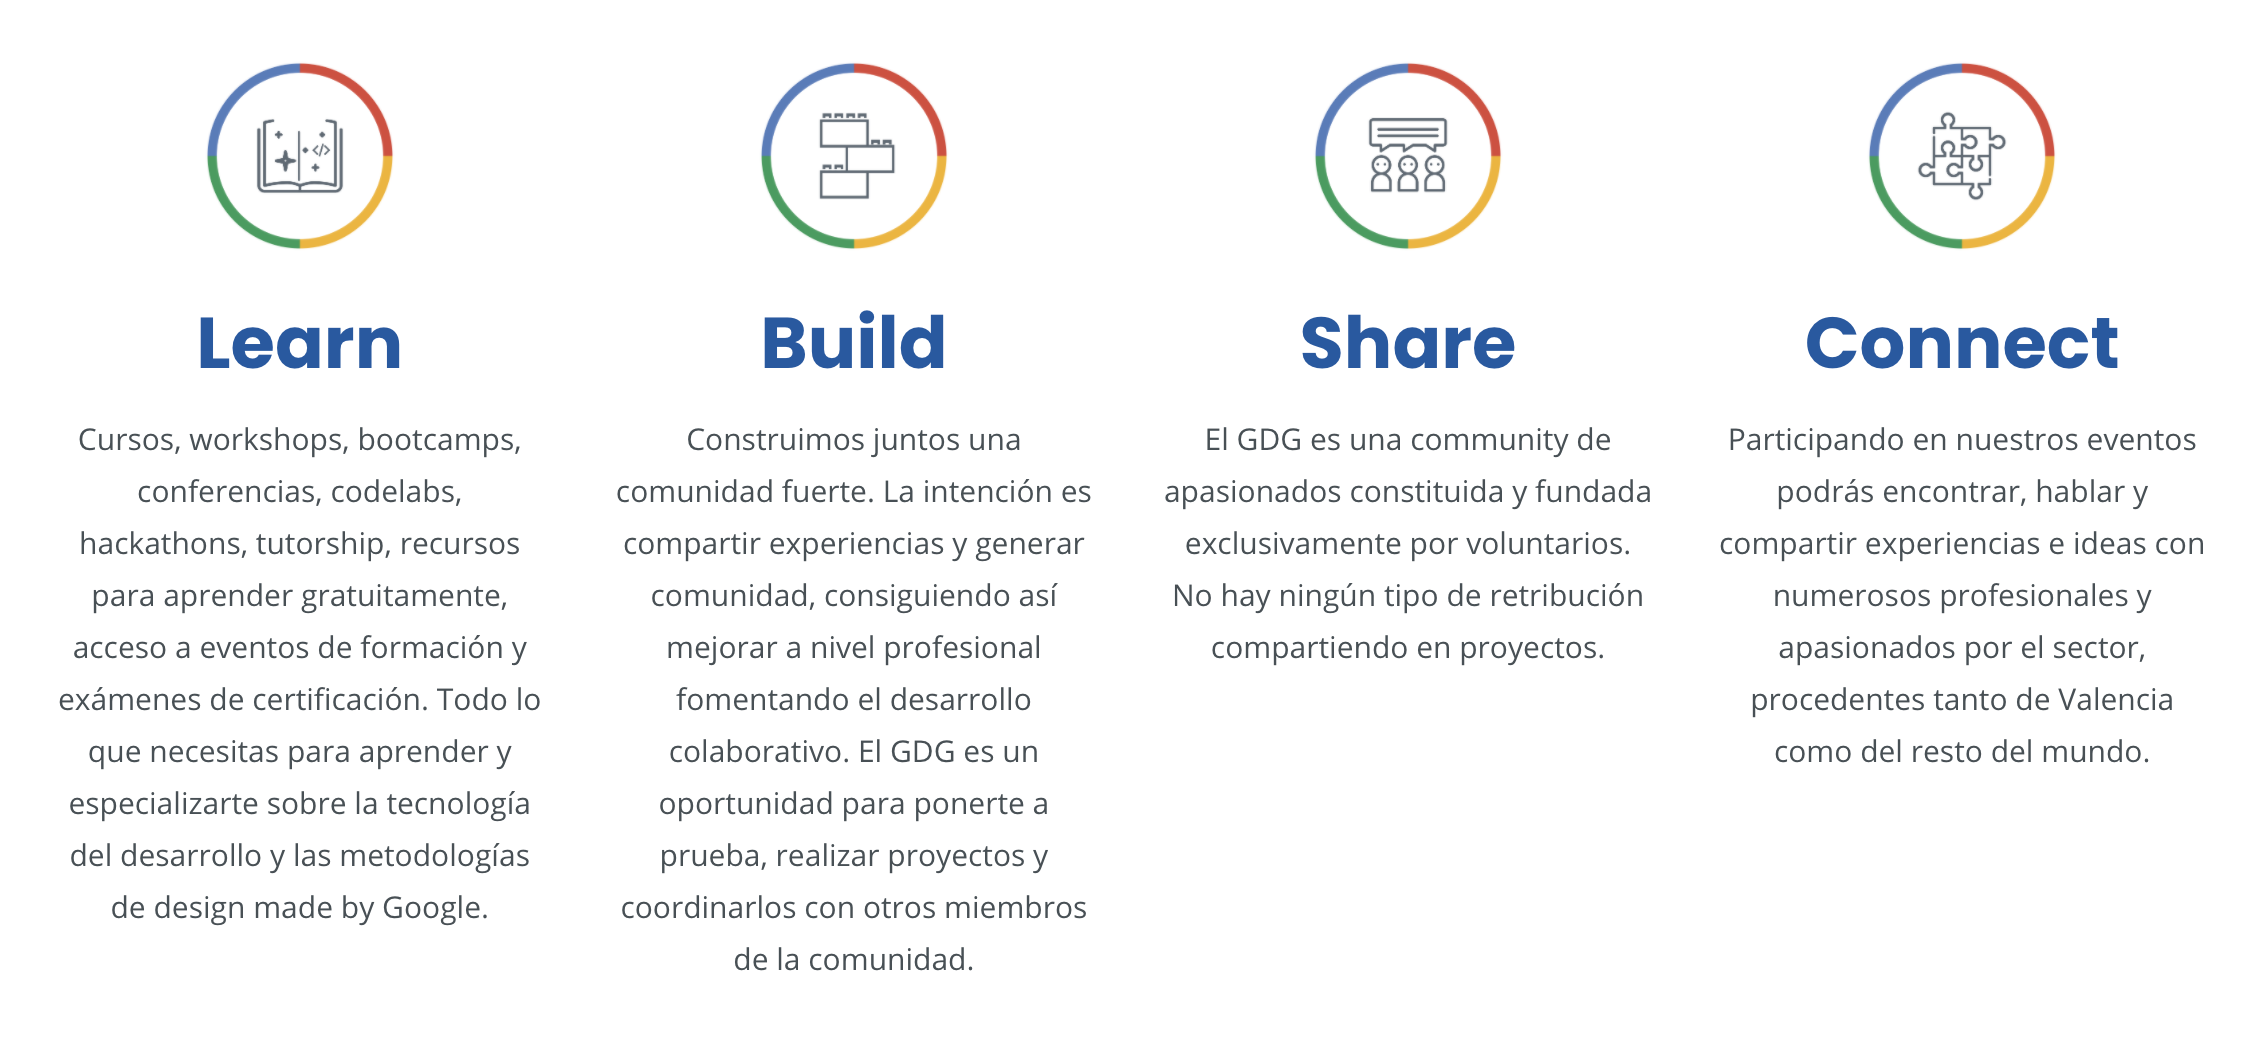 Learn
Cursos, workshops, bootcamps,
conferencias, codelabs,
hackathons, tutorship, recursos
para aprender gratuitamente,
acceso a eventos de formación y
exámenes de certificación. Todo lo
que necesitas para aprender y
especializarte sobre la tecnología
del desarrollo y las metodologías
de design made by Google.
Build
Construimos juntos una
comunidad fuerte. La intención es
compartir experiencias y generar
comunidad, consiguiendo así
mejorar a nivel profesional
fomentando el desarrollo
colaborativo. El GDG es un
oportunidad para ponerte a
prueba, realizar proyectos y
coordinarlos con otros miembros
de la comunidad.
Share
El GDG es una community de
apasionados constituida y fundada
exclusivamente por voluntarios.
No hay ningún tipo de retribución
compartiendo en proyectos.
Connect
Participando en nuestros eventos
podrás encontrar, hablar y
compartir experiencias e ideas con
numerosos profesionales y
apasionados por el sector,
procedentes tanto de Valencia
como del resto del mundo.